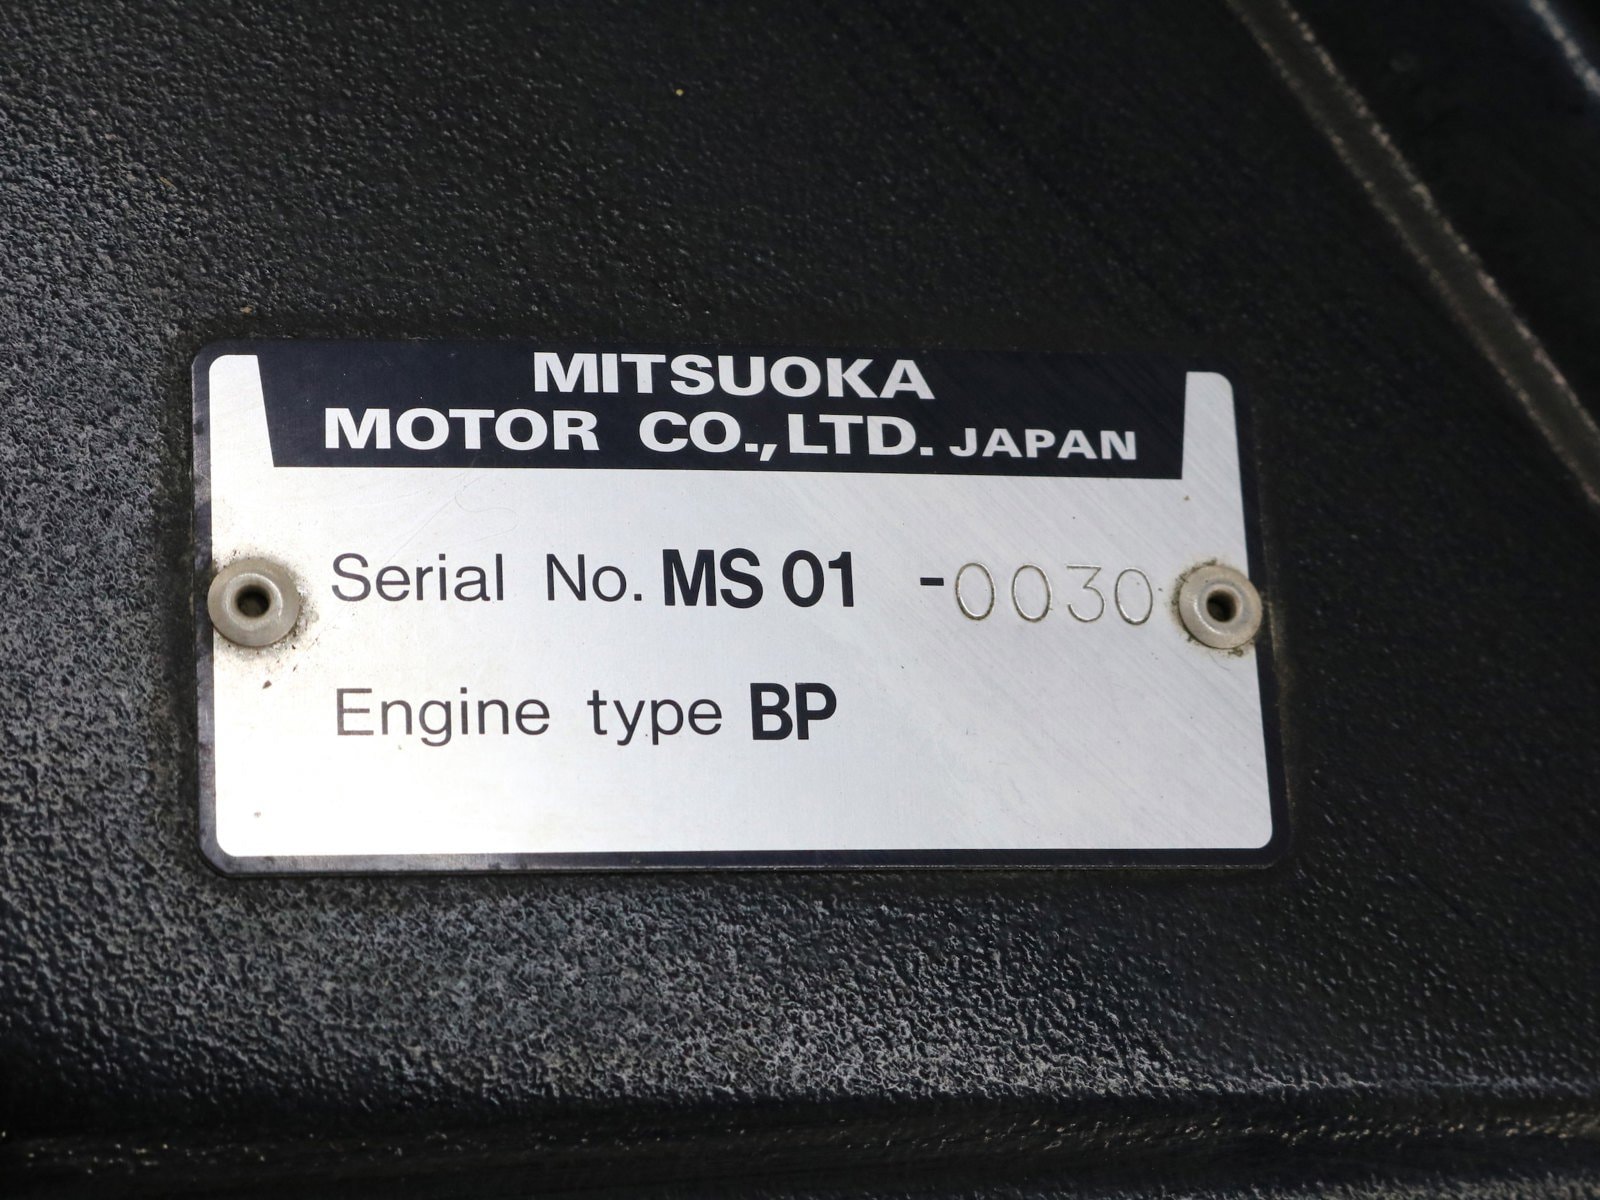 MITSUOKA
MOTOR CO.,LTD. JAPAN
Serial No. MS 01 -0030
Engine type BP